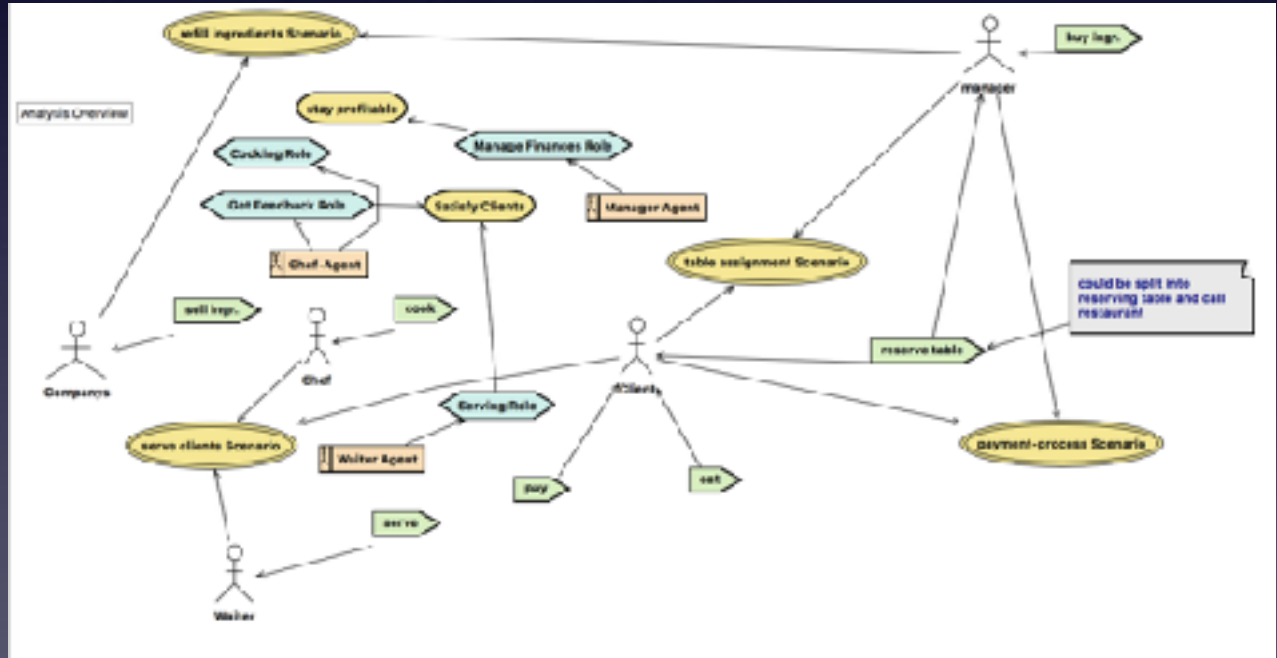 refill ingredients Scenario
buy ingr.
manager
Analysis Overview
stay profitable
Manage Finances Role
Cooking Role
Get Feedback Role
Satisfy Clients
Manager Agent
Chef Agent
table assignment Scenario
could be split into
reserving table and call
restaurant
sell ingr.
cook
reserve table
Companys
Chef
Clients
Serving Role
serve clients Scenario
Waiter Agent
payment-process Scenario
pay
eat
serve
Waiter